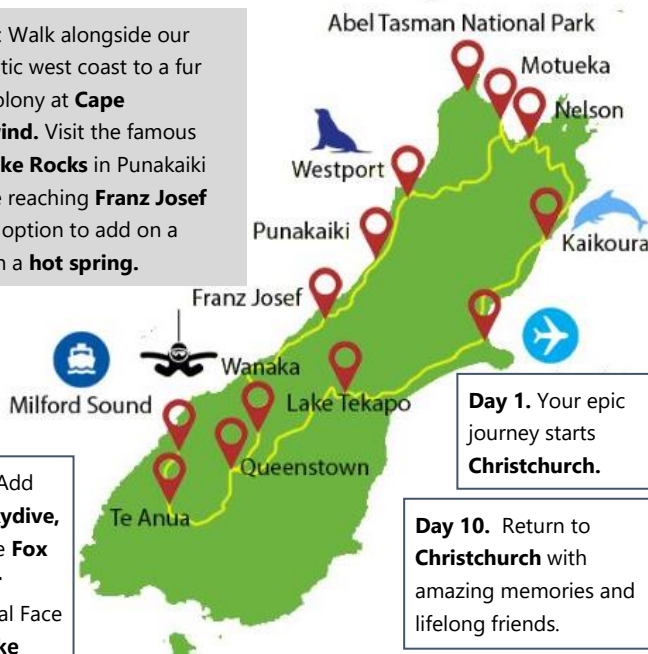 : Walk alongside our
tic west coast to a fur
olony at Cape
ind. Visit the famous
ke Rocks in Punakaiki
e reaching Franz Josef
option to add on a
n a hot spring.
Abel Tasman National Park
Motueka
Nelson
Westport
Kaikoura
Punakaiki
Franz Josef
Wanaka
Milford Sound
Lake Tekapo
Queenstown
Te Anua
Day 1. Your epic
journey starts
Christchurch.
Add
ydive,
e Fox
al Face
ke
Day 10. Return to
Christchurch with
amazing memories and
lifelong friends.